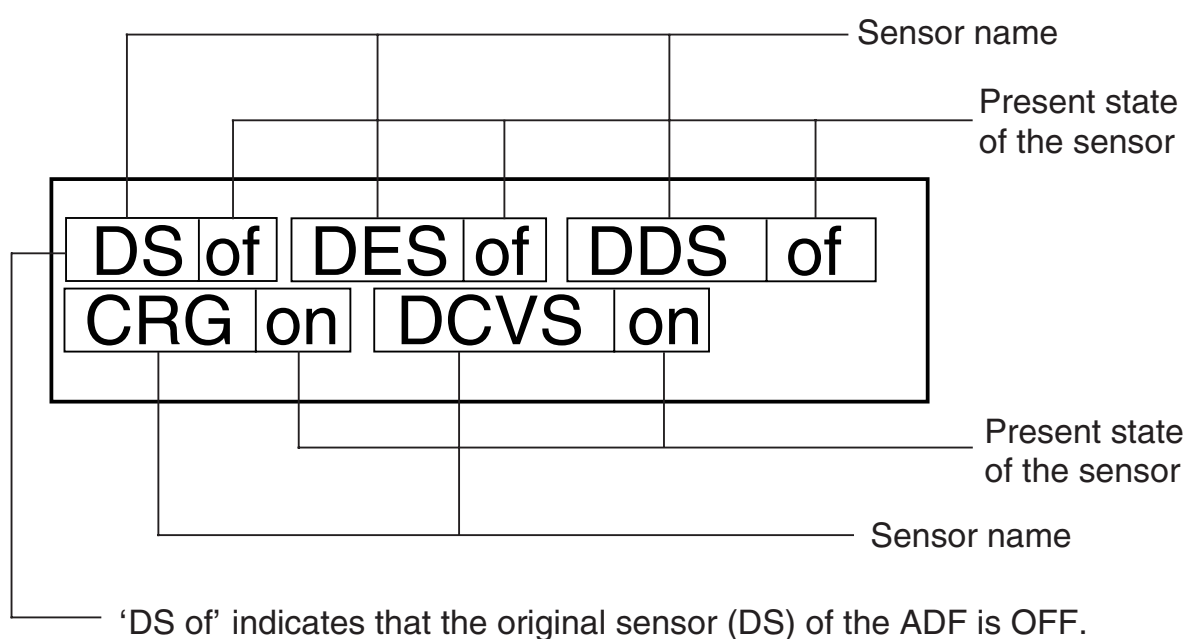 Sensor name
Present state
of the sensor
DS of DES of DDS of
CRG on DCVS on
Present state
of the sensor
Sensor name
‘DS of’ indicates that the original sensor (DS) of the ADF is OFF.